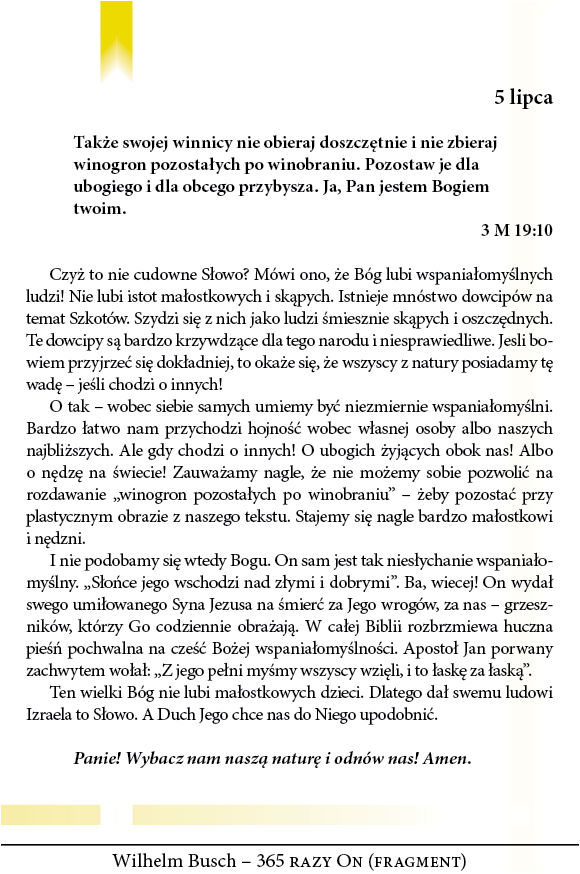 5 lipca
Także swojej winnicy nie obieraj doszczętnie i nie zbieraj
winogron pozostałych po winobraniu. Pozostaw je dla
ubogiego i dla obcego przybysza. Ja, Pan jestem Bogiem
twoim.
3 M 19:10
Czyż to nie cudowne Słowo? Mówi ono, że Bóg lubi wspaniałomyślnych
ludzi! Nie lubi istot małostkowych i skąpych. Istnieje mnóstwo dowcipów na
temat Szkotów. Szydzi się z nich jako ludzi śmiesznie skąpych i oszczędnych.
Te dowcipy są bardzo krzywdzące dla tego narodu i niesprawiedliwe. Jesli bo-
wiem przyjrzeć się dokładniej, to okaże się, że wszyscy z natury posiadamy tę
wadę – jeśli chodzi o innych!
O tak – wobec siebie samych umiemy być niezmiernie wspaniałomyślni.
Bardzo łatwo nam przychodzi hojność wobec własnej osoby albo naszych
najbliższych. Ale gdy chodzi o innych! O ubogich żyjących obok nas! Albo
o nędzę na świecie! Zauważamy nagle, że nie możemy sobie pozwolić na
rozdawanie „winogron pozostałych po winobraniu” – żeby pozostać przy
plastycznym obrazie z naszego tekstu. Stajemy się nagle bardzo małostkowi
i nędzni.
I nie podobamy się wtedy Bogu. On sam jest tak niesłychanie wspaniało-
myślny. „Słońce jego wschodzi nad złymi i dobrymi”. Ba, wiecej! On wydał
swego umiłowanego Syna Jezusa na śmierć za Jego wrogów, za nas – grzesz-
ników, którzy Go codziennie obrażają. W całej Biblii rozbrzmiewa huczna
pieśń pochwalna na cześć Bożej wspaniałomyślności. Apostoł Jan porwany
zachwytem wołał: „Z jego pełni myśmy wszyscy wzięli, i to łaskę za łaską”.
Ten wielki Bóg nie lubi małostkowych dzieci. Dlatego dał swemu ludowi
Izraela to Słowo. A Duch Jego chce nas do Niego upodobnić.
Panie! Wybacz nam naszą naturę i odnów nas! Amen.
Wilhelm Busch – 365 RAZY ON (FRAGMENT)